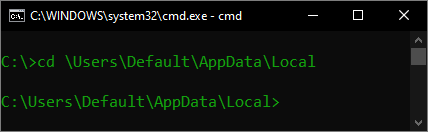 C:\WINDOWS\system32\cmd.exe - cmd
C:\>cd \Users\Default\AppData\Local
C:\Users\Default\AppData\Local>